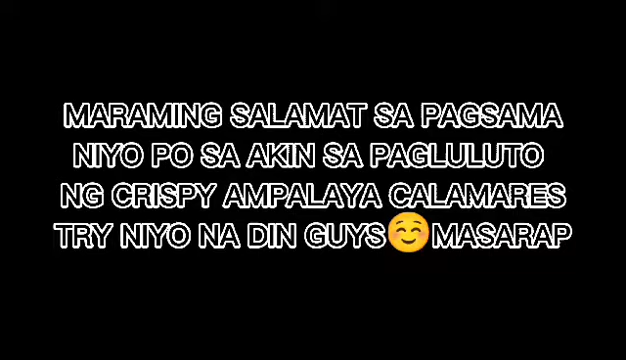 MARAMING SALAMAT SA PAGSAMA
NIYO PO SA AKIN SA PAGLULUTO
NG CRISPY AMPALAYA CALAMARES
TRY NIYO NA DIN GUYS☺️MASARAP